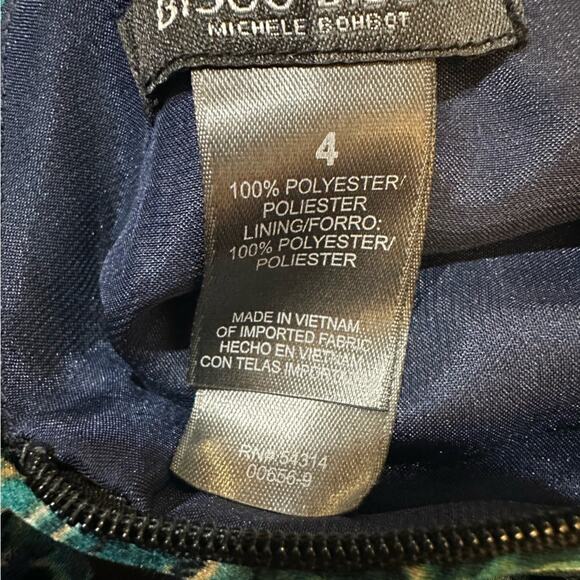 MICHELE BOHBOT
4
100% POLYESTER/
POLIESTER
LINING/FORRO:
100% POLYESTER/
POLIESTER
MADE IN VIETNAM
OF IMPORTED FABRIC
HECHO EN VIETNAM
CON TELAS
RN#:54314
00656-9